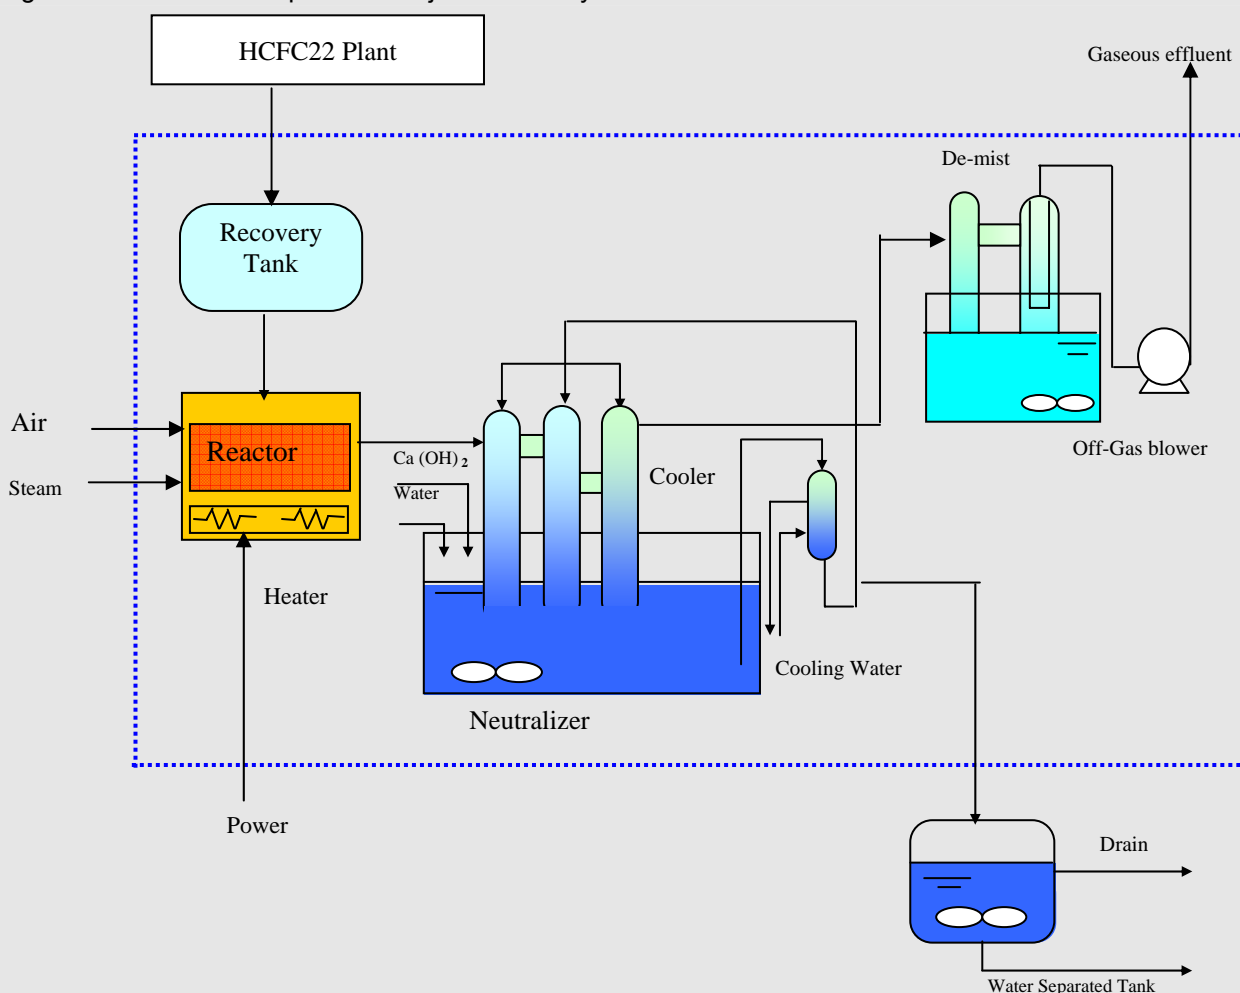 HCFC22 Plant
Gaseous effluent
De-mist
Recovery
Tank
Air
Reactor
Ca (OH) 2
Steam
Water
Cooler
Off-Gas blower
Heater
Cooling Water
Neutralizer
Power
Drain
Water Separated Tank